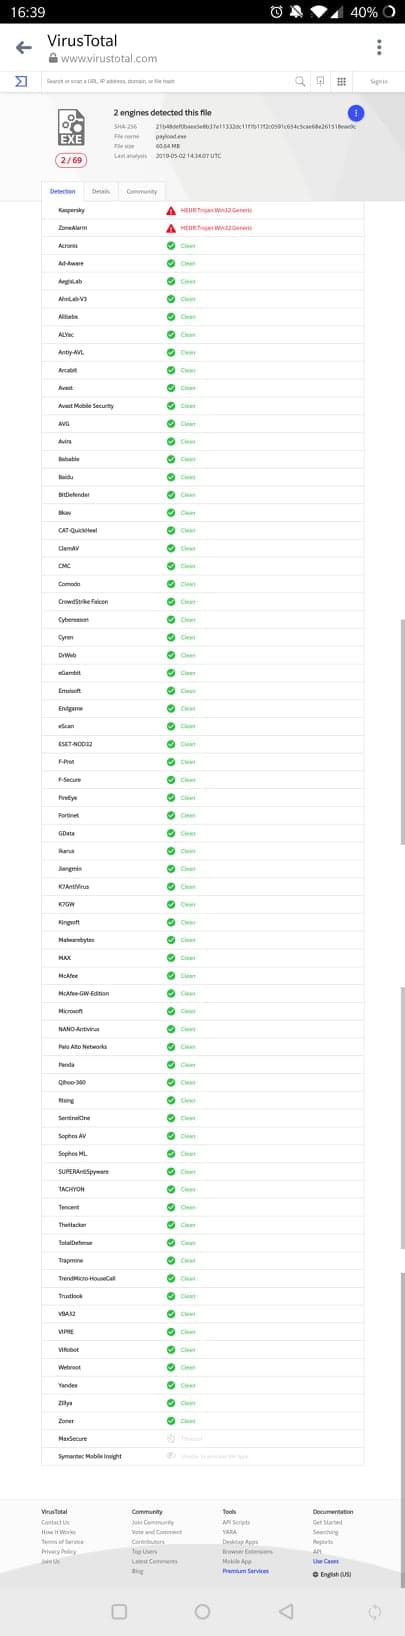 16:39 40%
VirusTotal
www.virustotal.com
Σ Search or scan a URL, IP address, domain, or file hash Sign in
2 engines detected this file
SHA-256
File name payload.exe
File size 60.64 MB
Last analysis 2019-05-02 14:34:07 UTC
EXE
2 / 69
Detection Details Community
Kaspersky HEUR:Trojan.Win32.Generic
ZoneAlarm HEUR:Trojan.Win32.Generic
Acronis Clean
Ad-Aware Clean
AegisLab Clean
AhnLab-V3 Clean
Alibaba Clean
ALYac Clean
Antiy-AVL Clean
Arcabit Clean
Avast Clean
Avast Mobile Security Clean
AVG Clean
Avira Clean
Babable Clean
Baidu Clean
BitDefender Clean
Bkav Clean
CAT-QuickHeal Clean
ClamAV Clean
CMC Clean
Comodo Clean
CrowdStrike Falcon Clean
Cybereason Clean
Cyren Clean
DrWeb Clean
eGambit Clean
Emsisoft Clean
Endgame Clean
eScan Clean
ESET-NOD32 Clean
F-Prot Clean
F-Secure Clean
FireEye Clean
Fortinet Clean
GData Clean
Ikarus Clean
Jiangmin Clean
K7AntiVirus Clean
K7GW Clean
Kingsoft Clean
Malwarebytes Clean
MAX Clean
McAfee Clean
McAfee-GW-Edition Clean
Microsoft Clean
NANO-Antivirus Clean
Palo Alto Networks Clean
Panda Clean
Qihoo-360 Clean
Rising Clean
SentinelOne Clean
Sophos AV Clean
Sophos ML Clean
SUPERAntiSpyware Clean
TACHYON Clean
Tencent Clean
TheHacker Clean
TotalDefense Clean
Trapmine Clean
TrendMicro-HouseCall Clean
Trustlook Clean
VBA32 Clean
VIPRE Clean
ViRobot Clean
Webroot Clean
Yandex Clean
Zillya Clean
Zoner Clean
MaxSecure Timeout
Symantec Mobile Insight Unable to process file type
VirusTotal Community Tools Documentation
Contact Us Join Community API Scripts Get Started
How It Works Vote and Comment YARA Searching
Terms of Service Contributors Desktop Apps Reports
Privacy Policy Top Users Browser Extensions API
Join Us Latest Comments Mobile App Use Cases
Blog Premium Services
English (US)